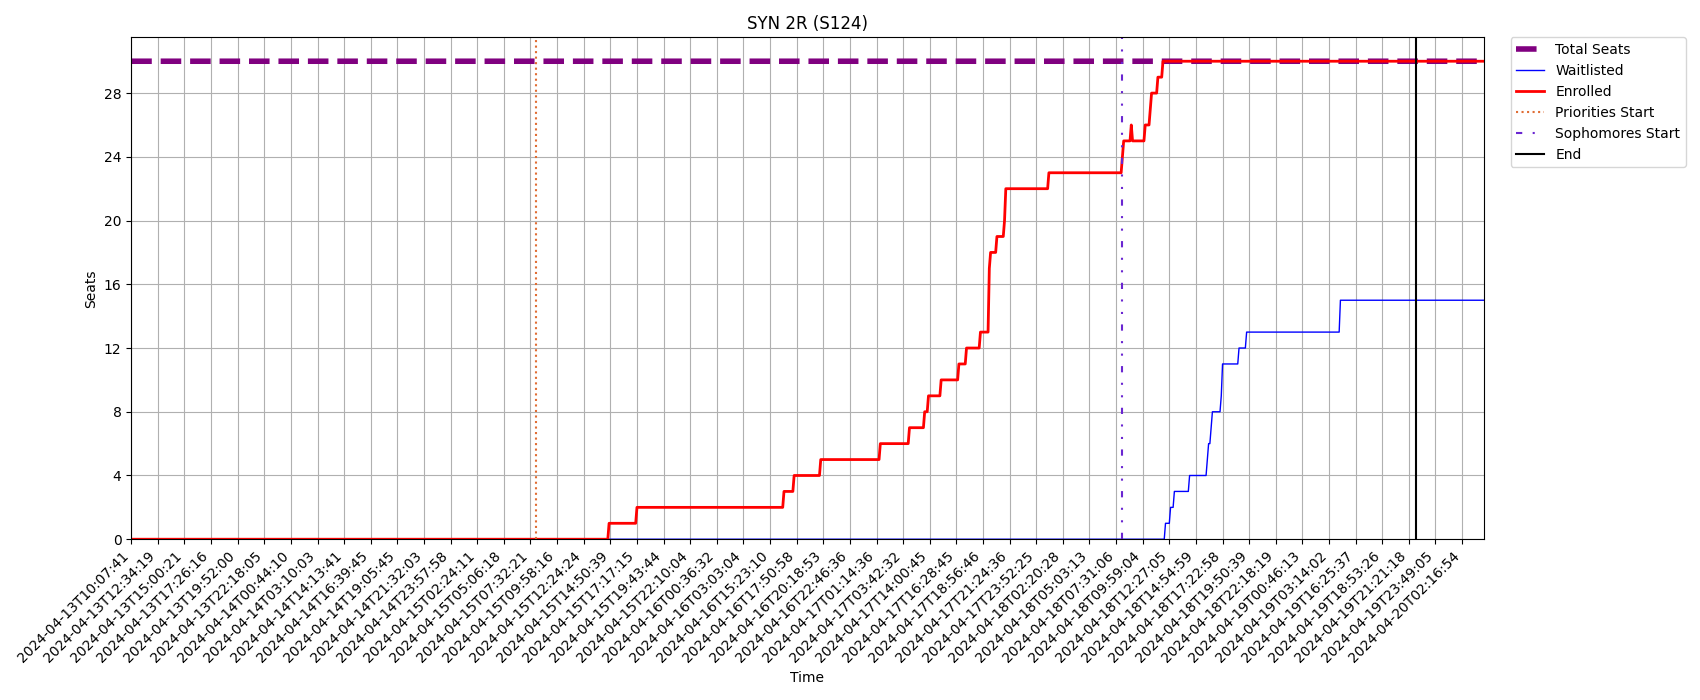 SYN 2R (S124)
Total Seats
Waitlisted
Enrolled
Priorities Start
Sophomores Start
End
Seats
28
24
20
16
12
8
4
0
2024-04-13T10:07:41
2024-04-13T12:34:19
2024-04-13T15:00:21
2024-04-13T17:26:16
2024-04-13T19:52:00
2024-04-13T22:18:05
2024-04-14T00:44:10
2024-04-14T03:10:03
2024-04-14T14:13:41
2024-04-14T16:39:45
2024-04-14T19:05:45
2024-04-14T21:32:03
2024-04-14T23:57:58
2024-04-15T02:24:11
2024-04-15T05:06:18
2024-04-15T07:32:21
2024-04-15T09:58:16
2024-04-15T12:24:24
2024-04-15T14:50:39
2024-04-15T17:17:15
2024-04-15T19:43:44
2024-04-15T22:10:04
2024-04-16T00:36:32
2024-04-16T03:03:04
2024-04-16T15:23:10
2024-04-16T17:50:58
2024-04-16T20:18:53
2024-04-16T22:46:36
2024-04-17T01:14:36
2024-04-17T03:42:32
2024-04-17T14:00:45
2024-04-17T16:28:45
2024-04-17T18:56:46
2024-04-17T21:24:36
2024-04-17T23:52:25
2024-04-18T02:20:28
2024-04-18T05:03:13
2024-04-18T07:31:06
2024-04-18T09:59:04
2024-04-18T12:27:05
2024-04-18T14:54:59
2024-04-18T17:22:58
2024-04-18T19:50:39
2024-04-18T22:18:19
2024-04-19T00:46:13
2024-04-19T03:14:02
2024-04-19T16:25:37
2024-04-19T18:53:26
2024-04-19T21:21:18
2024-04-19T23:49:05
2024-04-20T02:16:54
Time